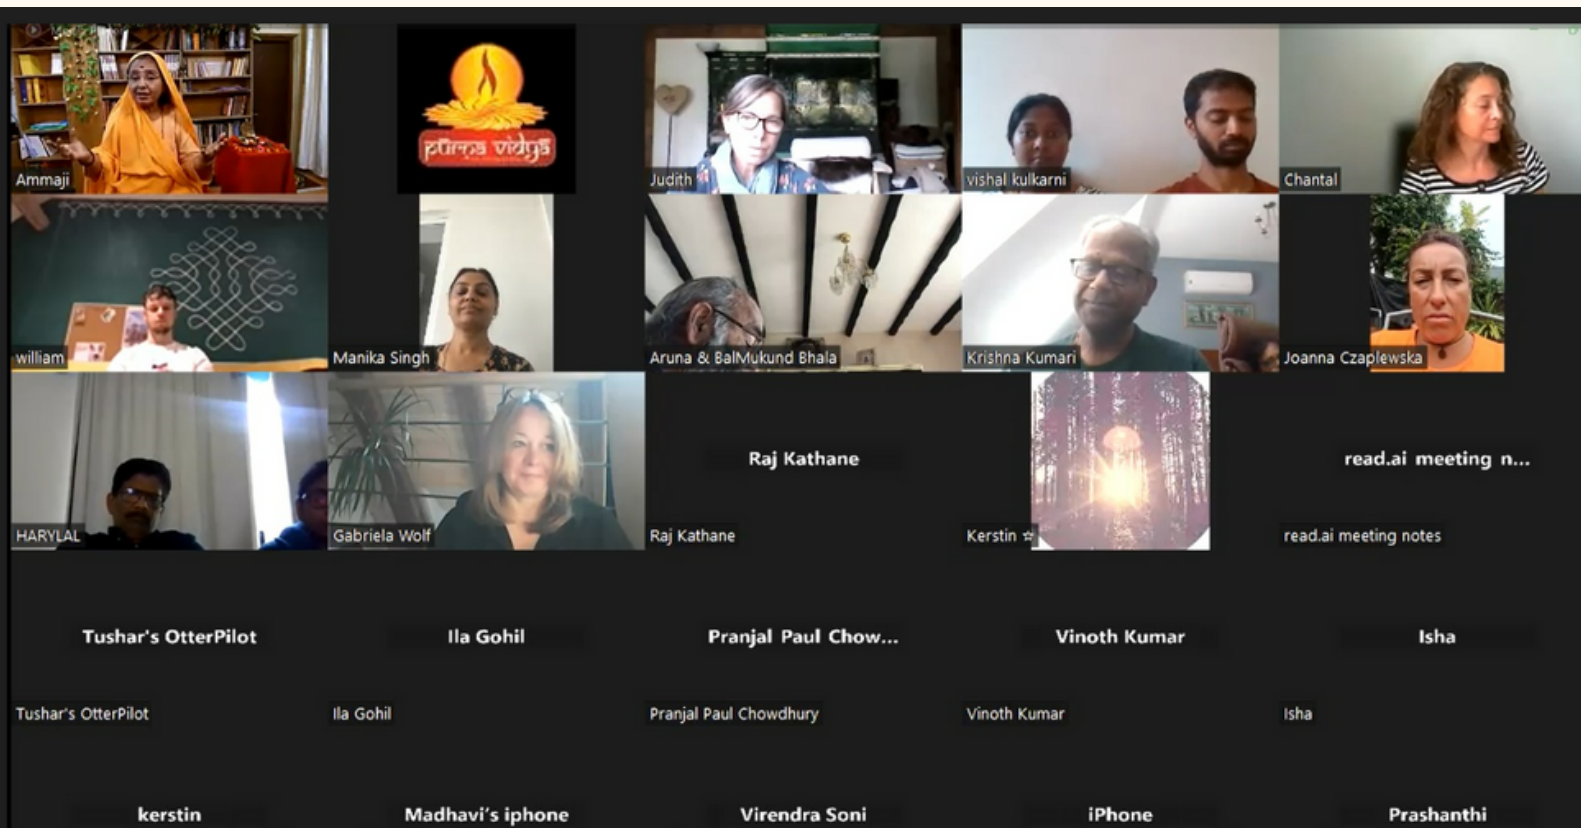 Ammaji
pūrṇa vidyā
Judith
vishal kulkarni
Chantal
william
Manika Singh
Aruna & BalMukund Bhala
Krishna Kumari
Joanna Czaplewska
HARYLAL
Gabriela Wolf
Raj Kathane
Raj Kathane
Kerstin ☆
read.ai meeting n...
read.ai meeting notes
Tushar's OtterPilot
Ila Gohil
Pranjal Paul Chow...
Vinoth Kumar
Isha
Tushar's OtterPilot
Ila Gohil
Pranjal Paul Chowdhury
Vinoth Kumar
Isha
kerstin
Madhavi's iphone
Virendra Soni
iPhone
Prashanthi